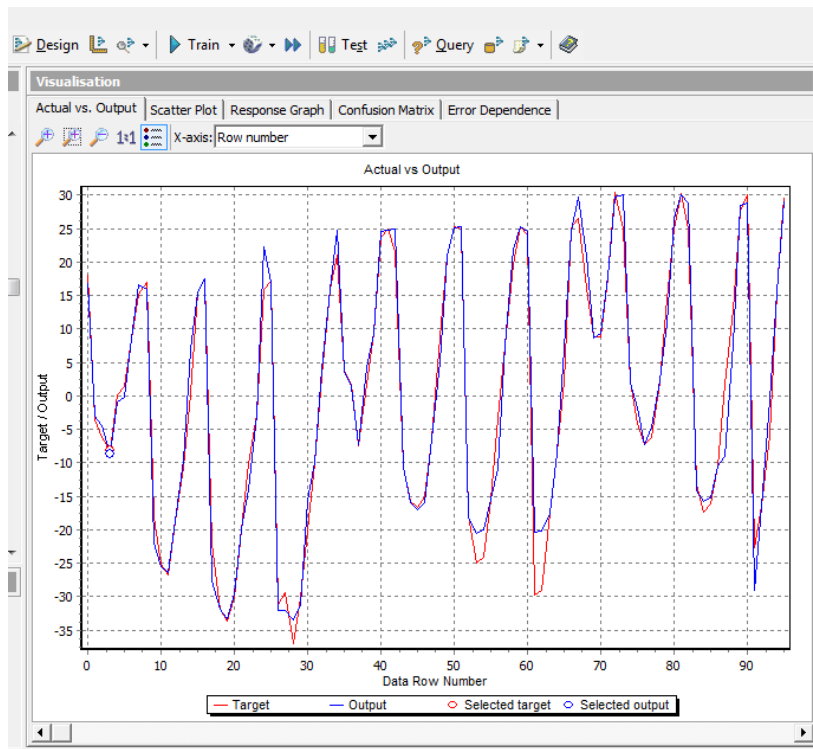 Design Train Test Query
Visualisation
Actual vs. Output Scatter Plot Response Graph Confusion Matrix Error Dependence
1:1 X-axis: Row number
Actual vs Output
30
25
20
15
10
5
0
-5
-10
-15
-20
-25
-30
-35
Target / Output
0 10 20 30 40 50 60 70 80 90
Data Row Number
Target Output Selected target Selected output